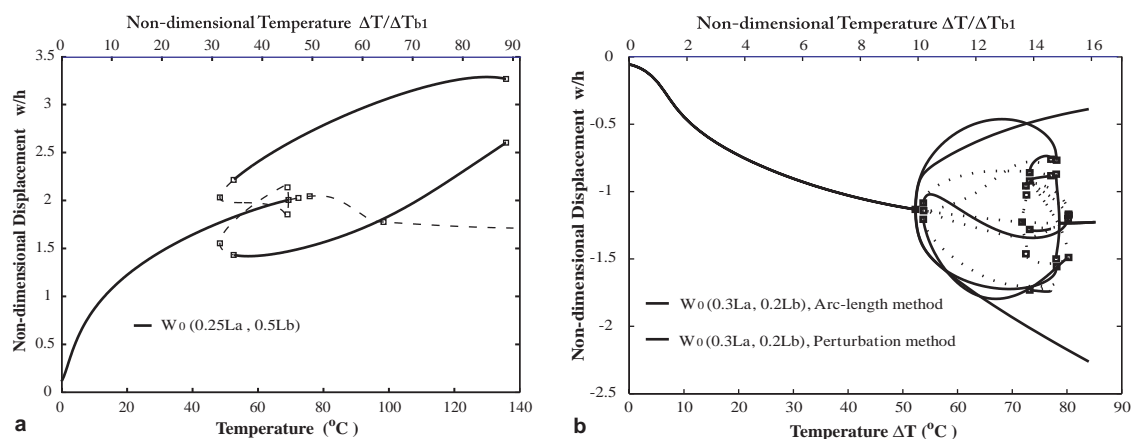 Non-dimensional Temperature ΔT/ΔTb1
0 10 20 30 40 50 60 70 80 90
3.5
3
2.5
2
1.5
1
0.5
0
Non-dimensional Displacement w/h
W0 (0.25La , 0.5Lb)
0 20 40 60 80 100 120 140
Temperature (°C )
a
Non-dimensional Temperature ΔT/ΔTb1
0 2 4 6 8 10 12 14 16
0
-0.5
-1
-1.5
-2
-2.5
Non-dimensional Displacement w/h
W0 (0.3La, 0.2Lb), Arc-length method
W0 (0.3La, 0.2Lb), Perturbation method
0 10 20 30 40 50 60 70 80 90
Temperature ΔT (°C )
b